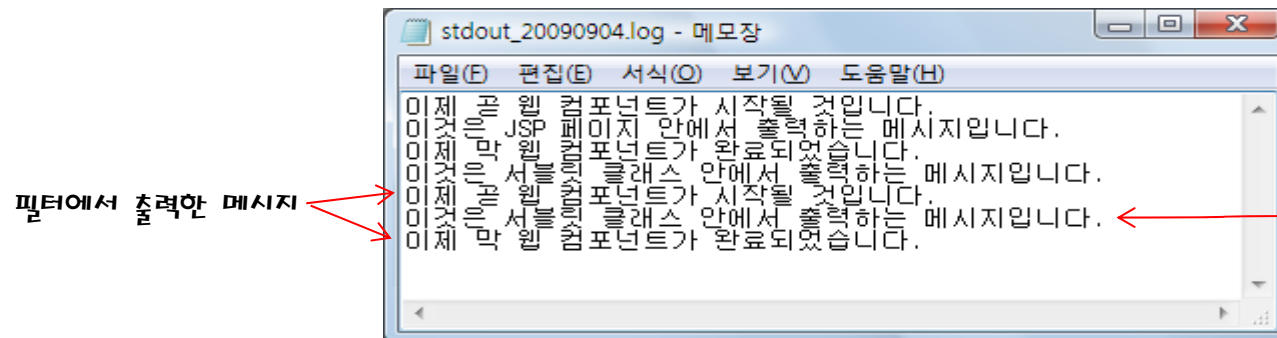 stdout_20090904.log - 메모장
파일(F) 편집(E) 서식(O) 보기(V) 도움말(H)
이제 곧 웹 컴포넌트가 시작될 것입니다.
이것은 JSP 페이지 안에서 출력하는 메시지입니다.
이제 막 웹 컴포넌트가 완료되었습니다.
이것은 서블릿 클래스 안에서 출력하는 메시지입니다.
이제 곧 웹 컴포넌트가 시작될 것입니다.
이것은 서블릿 클래스 안에서 출력하는 메시지입니다.
이제 막 웹 컴포넌트가 완료되었습니다.
필터에서 출력한 메시지